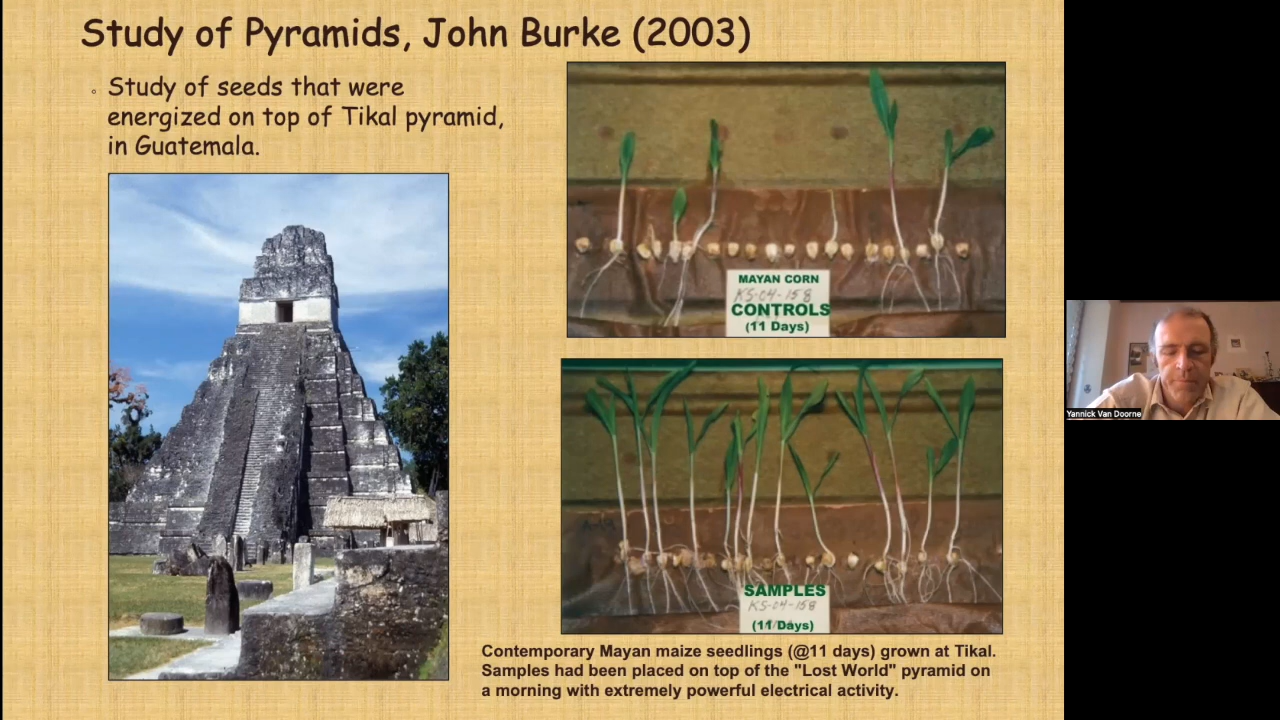 Study of Pyramids, John Burke (2003)
Study of seeds that were
energized on top of Tikal pyramid,
in Guatemala.
MAYAN CORN
KS-04-158
CONTROLS
(11 Days)
SAMPLES
KS-04-158
(11 Days)
Contemporary Mayan maize seedlings (@11 days) grown at Tikal.
Samples had been placed on top of the "Lost World" pyramid on
a morning with extremely powerful electrical activity.
Yannick Van Doorne